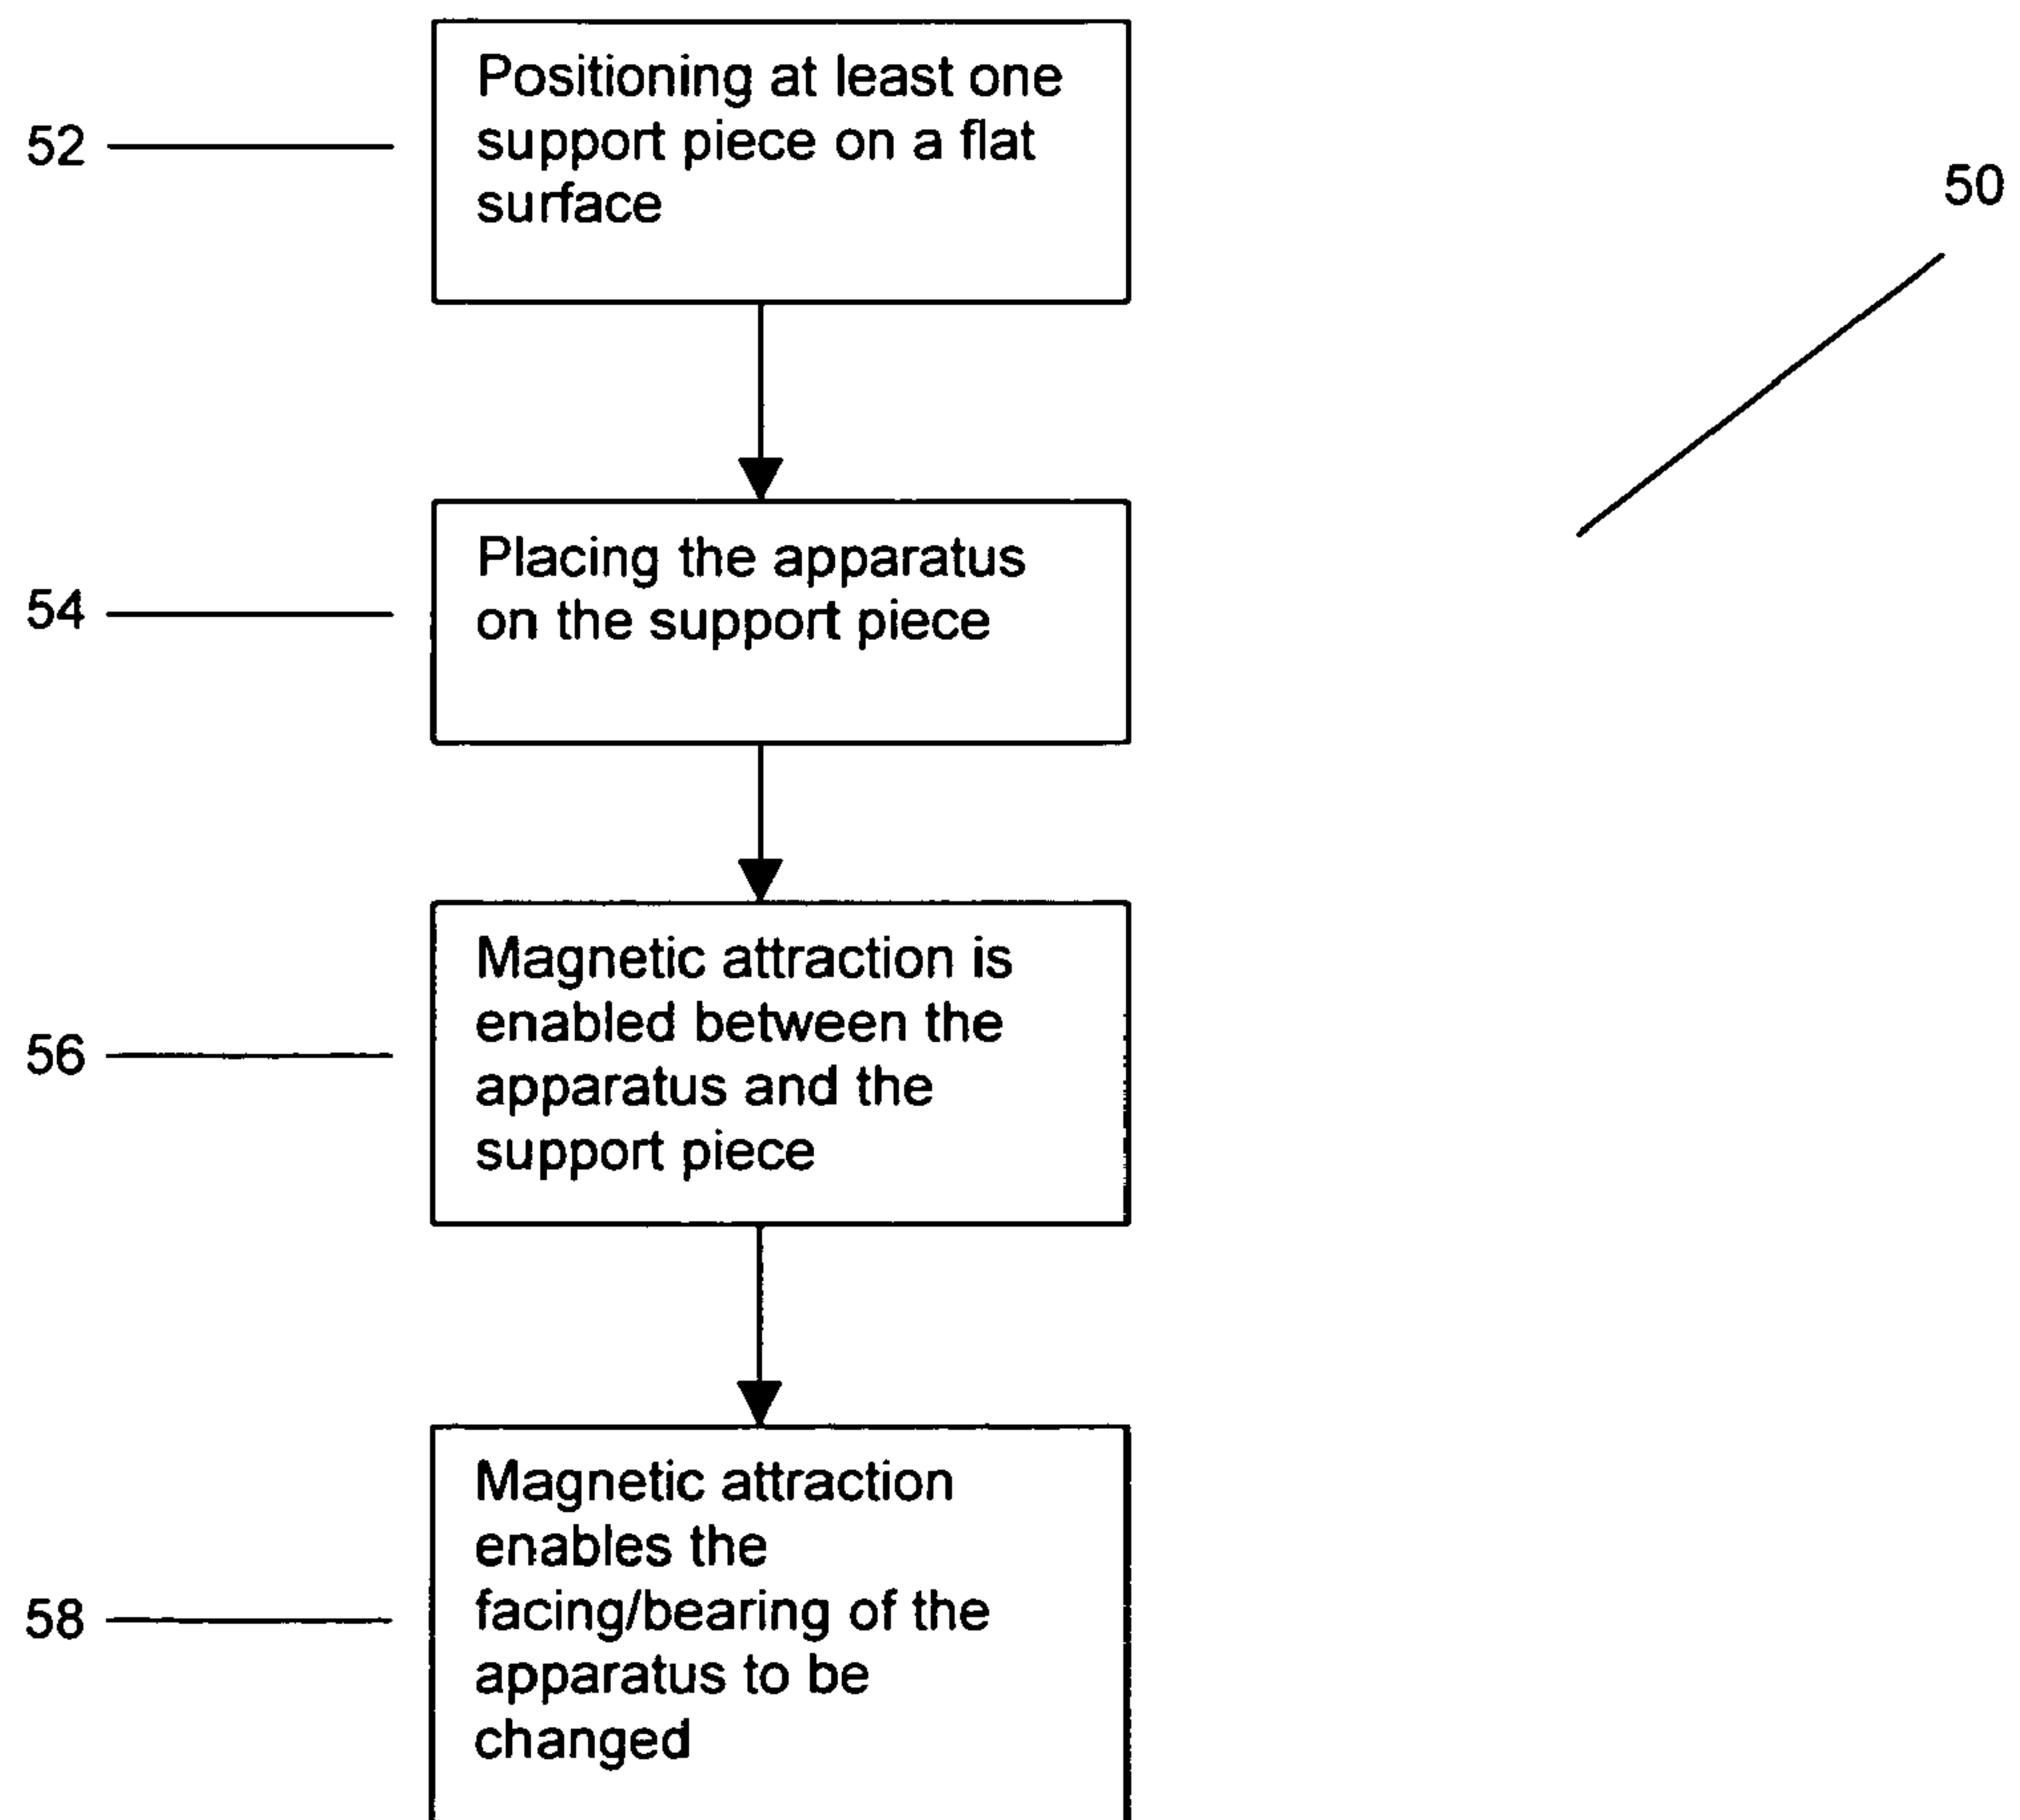 Positioning at least one
support piece on a flat
surface
52
50
Placing the apparatus
on the support piece
54
Magnetic attraction is
enabled between the
apparatus and the
support piece
56
Magnetic attraction
enables the
facing/bearing of the
apparatus to be
changed
58